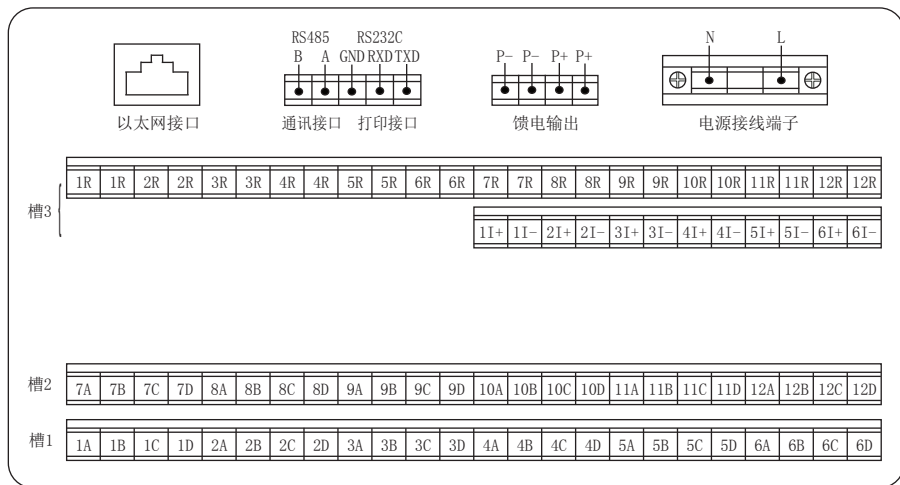 RS485 RS232C N L
B A GND RXD TXD P- P- P+ P+
以太网接口 通讯接口 打印接口 馈电输出 电源接线端子
1R 1R 2R 2R 3R 3R 4R 4R 5R 5R 6R 6R 7R 7R 8R 8R 9R 9R 10R 10R 11R 11R 12R 12R
槽3
1I+ 1I- 2I+ 2I- 3I+ 3I- 4I+ 4I- 5I+ 5I- 6I+ 6I-
槽2 7A 7B 7C 7D 8A 8B 8C 8D 9A 9B 9C 9D 10A 10B 10C 10D 11A 11B 11C 11D 12A 12B 12C 12D
槽1 1A 1B 1C 1D 2A 2B 2C 2D 3A 3B 3C 3D 4A 4B 4C 4D 5A 5B 5C 5D 6A 6B 6C 6D